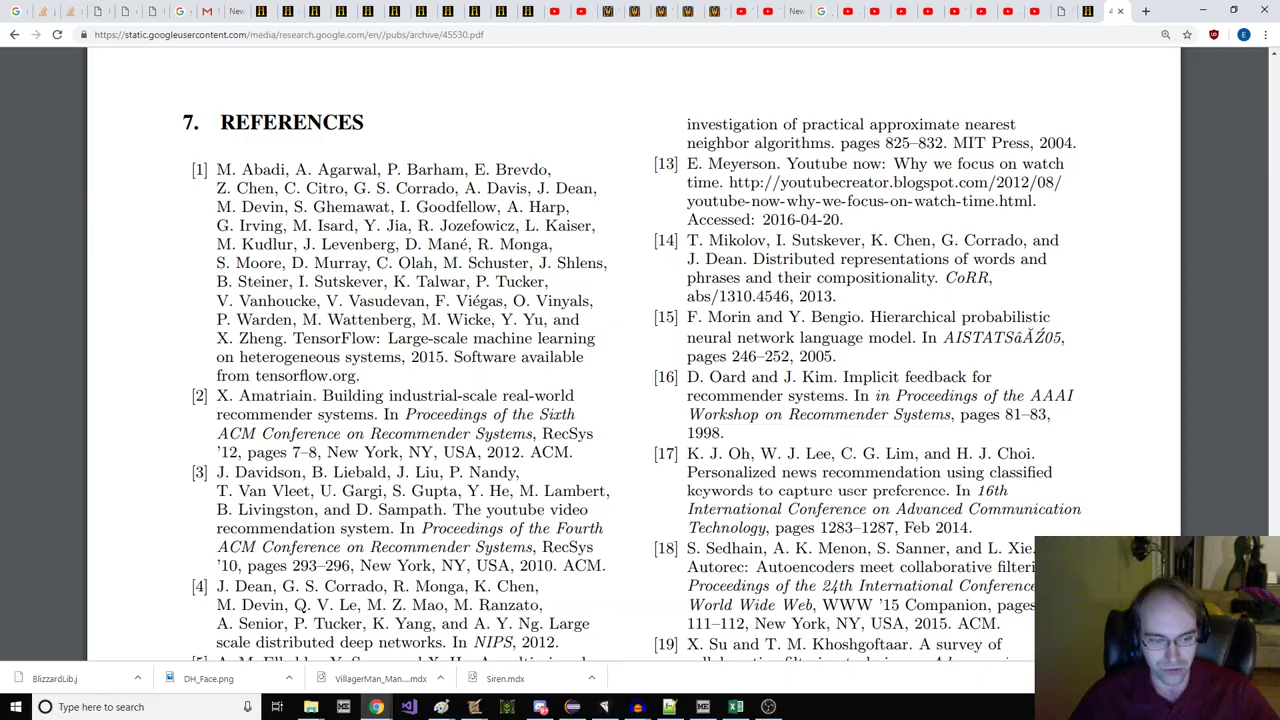 New
New
4
https://static.googleusercontent.com/media/research.google.com/en//pubs/archive/45530.pdf
E
7. REFERENCES
[1] M. Abadi, A. Agarwal, P. Barham, E. Brevdo,
Z. Chen, C. Citro, G. S. Corrado, A. Davis, J. Dean,
M. Devin, S. Ghemawat, I. Goodfellow, A. Harp,
G. Irving, M. Isard, Y. Jia, R. Jozefowicz, L. Kaiser,
M. Kudlur, J. Levenberg, D. Mané, R. Monga,
S. Moore, D. Murray, C. Olah, M. Schuster, J. Shlens,
B. Steiner, I. Sutskever, K. Talwar, P. Tucker,
V. Vanhoucke, V. Vasudevan, F. Viégas, O. Vinyals,
P. Warden, M. Wattenberg, M. Wicke, Y. Yu, and
X. Zheng. TensorFlow: Large-scale machine learning
on heterogeneous systems, 2015. Software available
from tensorflow.org.
[2] X. Amatriain. Building industrial-scale real-world
recommender systems. In Proceedings of the Sixth
ACM Conference on Recommender Systems, RecSys
'12, pages 7–8, New York, NY, USA, 2012. ACM.
[3] J. Davidson, B. Liebald, J. Liu, P. Nandy,
T. Van Vleet, U. Gargi, S. Gupta, Y. He, M. Lambert,
B. Livingston, and D. Sampath. The youtube video
recommendation system. In Proceedings of the Fourth
ACM Conference on Recommender Systems, RecSys
'10, pages 293–296, New York, NY, USA, 2010. ACM.
[4] J. Dean, G. S. Corrado, R. Monga, K. Chen,
M. Devin, Q. V. Le, M. Z. Mao, M. Ranzato,
A. Senior, P. Tucker, K. Yang, and A. Y. Ng. Large
scale distributed deep networks. In NIPS, 2012.
investigation of practical approximate nearest
neighbor algorithms. pages 825–832. MIT Press, 2004.
[13] E. Meyerson. Youtube now: Why we focus on watch
time. http://youtubecreator.blogspot.com/2012/08/
youtube-now-why-we-focus-on-watch-time.html.
Accessed: 2016-04-20.
[14] T. Mikolov, I. Sutskever, K. Chen, G. Corrado, and
J. Dean. Distributed representations of words and
phrases and their compositionality. CoRR,
abs/1310.4546, 2013.
[15] F. Morin and Y. Bengio. Hierarchical probabilistic
neural network language model. In AISTATSâĂŹ05,
pages 246–252, 2005.
[16] D. Oard and J. Kim. Implicit feedback for
recommender systems. In in Proceedings of the AAAI
Workshop on Recommender Systems, pages 81–83,
1998.
[17] K. J. Oh, W. J. Lee, C. G. Lim, and H. J. Choi.
Personalized news recommendation using classified
keywords to capture user preference. In 16th
International Conference on Advanced Communication
Technology, pages 1283–1287, Feb 2014.
[18] S. Sedhain, A. K. Menon, S. Sanner, and L. Xie.
Autorec: Autoencoders meet collaborative filteri
Proceedings of the 24th International Conference
World Wide Web, WWW '15 Companion, pages
111–112, New York, NY, USA, 2015. ACM.
[19] X. Su and T. M. Khoshgoftaar. A survey of
BlizzardLib.j
DH_Face.png
VillagerMan_Man....mdx
Siren.mdx
Type here to search